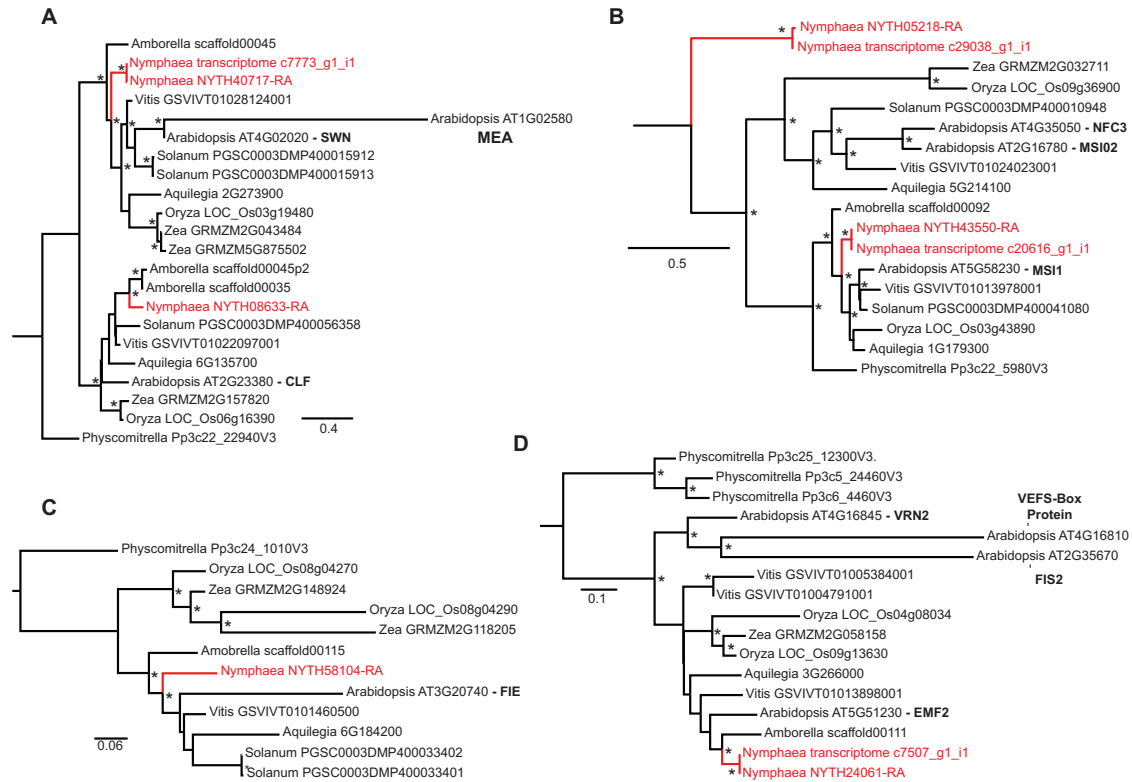 A
Amborella scaffold00045
Nymphaea transcriptome c7773_g1_i1
Nymphaea NYTH40717-RA
Vitis GSVIVT01028124001
Arabidopsis AT1G02580
MEA
Arabidopsis AT4G02020 - SWN
Solanum PGSC0003DMP400015912
Solanum PGSC0003DMP400015913
Aquilegia 2G273900
Oryza LOC_Os03g19480
Zea GRMZM2G043484
Zea GRMZM5G875502
Amborella scaffold00045p2
Amborella scaffold00035
Nymphaea NYTH08633-RA
Solanum PGSC0003DMP400056358
Vitis GSVIVT01022097001
Aquilegia 6G135700
Arabidopsis AT2G23380 - CLF
Zea GRMZM2G157820
Oryza LOC_Os06g16390
Physcomitrella Pp3c22_22940V3
0.4
B
Nymphaea NYTH05218-RA
Nymphaea transcriptome c29038_g1_i1
Zea GRMZM2G032711
Oryza LOC_Os09g36900
Solanum PGSC0003DMP400010948
Arabidopsis AT4G35050 - NFC3
Arabidopsis AT2G16780 - MSI02
Vitis GSVIVT01024023001
Aquilegia 5G214100
Amobrella scaffold00092
Nymphaea NYTH43550-RA
Nymphaea transcriptome c20616_g1_i1
Arabidopsis AT5G58230 - MSI1
Vitis GSVIVT01013978001
Solanum PGSC0003DMP400041080
Oryza LOC_Os03g43890
Aquilegia 1G179300
Physcomitrella Pp3c22_5980V3
0.5
C
Physcomitrella Pp3c24_1010V3
Oryza LOC_Os08g04270
Zea GRMZM2G148924
Oryza LOC_Os08g04290
Zea GRMZM2G118205
Amobrella scaffold00115
Nymphaea NYTH58104-RA
Arabidopsis AT3G20740 - FIE
Vitis GSVIVT0101460500
Aquilegia 6G184200
Solanum PGSC0003DMP400033402
Solanum PGSC0003DMP400033401
0.06
D
Physcomitrella Pp3c25_12300V3.
Physcomitrella Pp3c5_24460V3
Physcomitrella Pp3c6_4460V3
Arabidopsis AT4G16845 - VRN2
VEFS-Box
Protein
Arabidopsis AT4G16810
Arabidopsis AT2G35670
FIS2
Vitis GSVIVT01005384001
Vitis GSVIVT01004791001
Oryza LOC_Os04g08034
Zea GRMZM2G058158
Oryza LOC_Os09g13630
Aquilegia 3G266000
Vitis GSVIVT01013898001
Arabidopsis AT5G51230 - EMF2
Amborella scaffold00111
Nymphaea transcriptome c7507_g1_i1
Nymphaea NYTH24061-RA
0.1